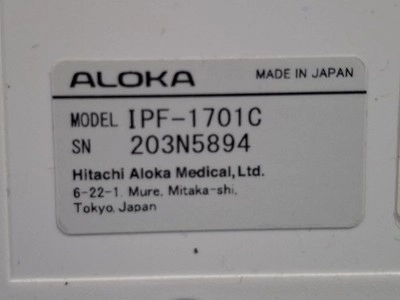 ALOKA MADE IN JAPAN
MODEL IPF-1701C
SN 203N5894
Hitachi Aloka Medical,Ltd.
6-22-1. Mure, Mitaka-shi,
Tokyo, Japan